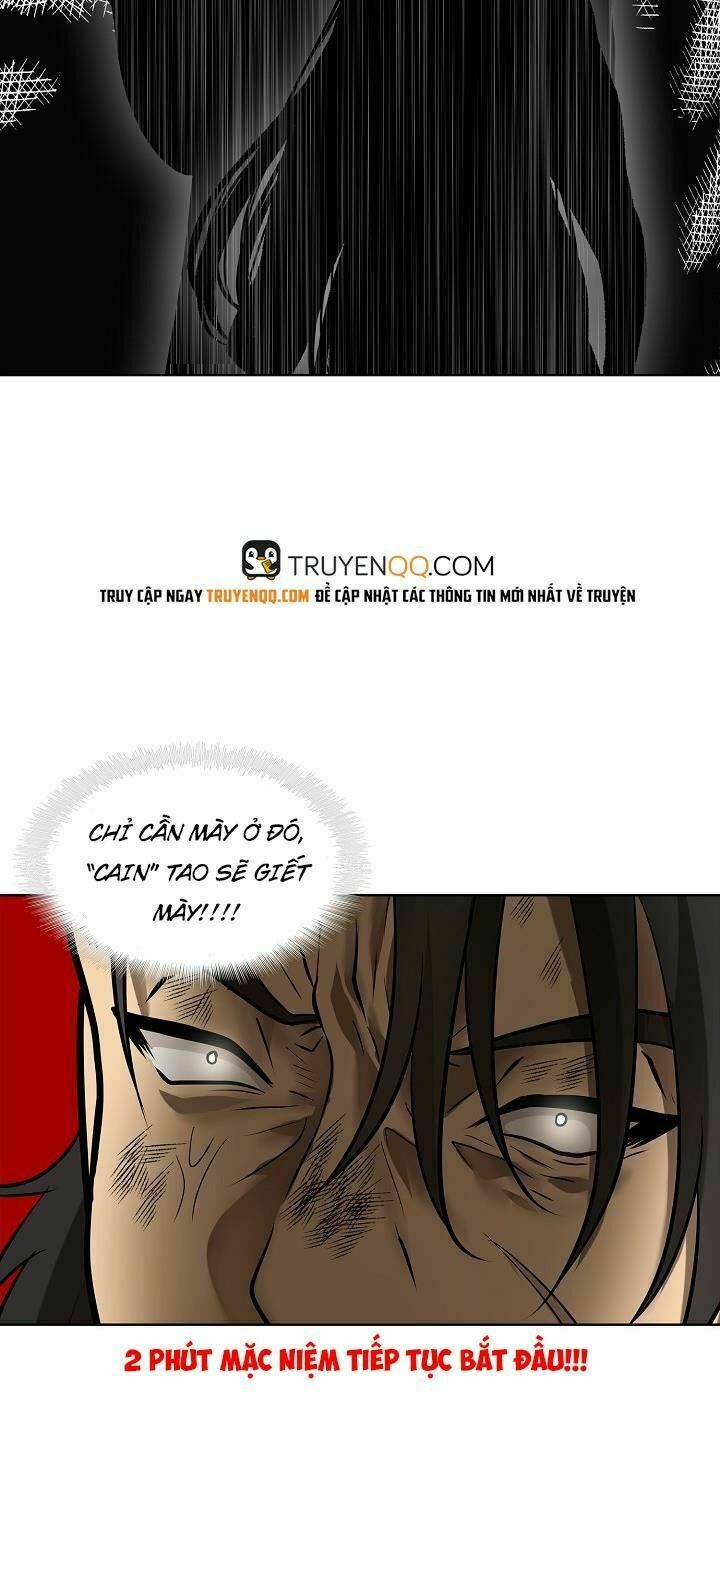 TRUYENQQ.COM
TRUY CẬP NGAY TRUYENQQ.COM ĐỂ CẬP NHẬT CÁC THÔNG TIN MỚI NHẤT VỀ TRUYỆN
CHỈ CẦN MÀY Ở ĐÓ,
"CAIN" TAO SẼ GIẾT
MÀY!!!!
2 PHÚT MẶC NIỆM TIẾP TỤC BẮT ĐẦU!!!